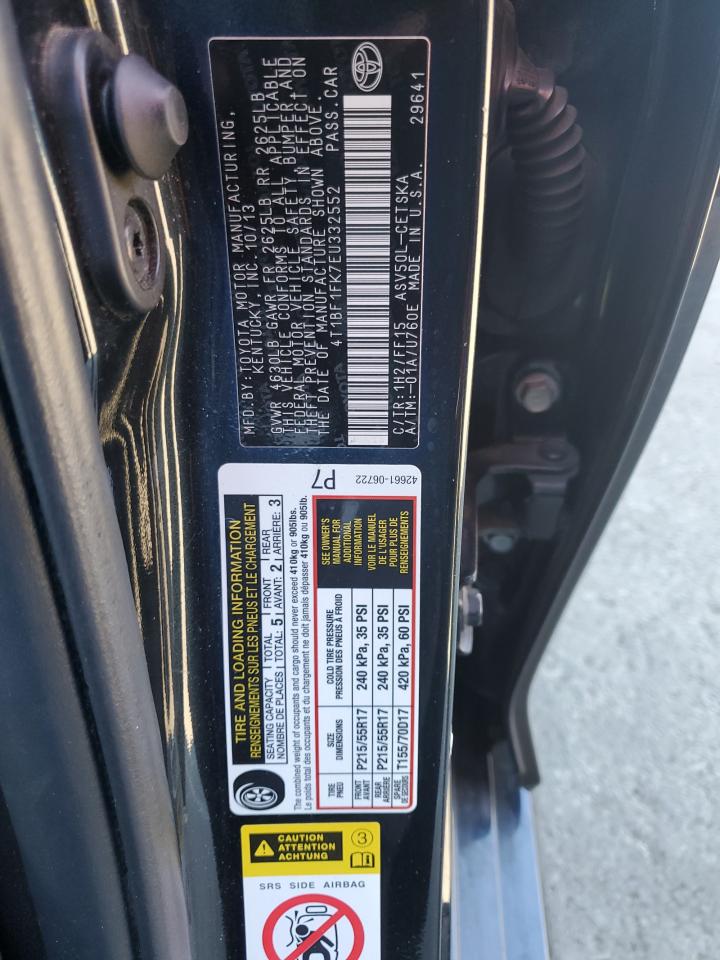 MFD.BY:TOYOTA MOTOR MANUFACTURING,
KENTUCKY, INC. 10/13
GVWR 4630LB GAWR FR 2625LB RR 2625LB
THIS VEHICLE CONFORMS TO ALL APPLICABLE
FEDERAL MOTOR VEHICLE SAFETY, BUMPER AND
THEFT PREVENTION STANDARDS IN EFFECT ON
THE DATE OF MANUFACTURE SHOWN ABOVE.
4T1BF1FK7EU332552 PASS.CAR
C/TR:1H2/FF15 ASV50L-CETSKA
A/TM:-01A/U760E MADE IN U.S.A. 29641
TIRE AND LOADING INFORMATION
RENSEIGNEMENTS SUR LES PNEUS ET LE CHARGEMENT
SEATING CAPACITY TOTAL FRONT REAR
NOMBRE DE PLACES TOTAL: 5 AVANT: 2 ARRIÈRE: 3
The combined weight of occupants and cargo should never exceed 410kg or 905lbs.
Le poids total des occupants et du chargement ne doit jamais dépasser 410kg ou 905lb.
TIRE SIZE COLD TIRE PRESSURE
PNEU DIMENSIONS PRESSION DES PNEUS À FROID
FRONT AVANT P215/55R17 240 kPa, 35 PSI
REAR ARRIÈRE P215/55R17 240 kPa, 35 PSI
SPARE DE SECOURS T155/70D17 420 kPa, 60 PSI
SEE OWNER'S
MANUAL FOR
ADDITIONAL
INFORMATION
VOIR LE MANUEL
DE L'USAGER
POUR PLUS DE
RENSEIGNEMENTS
P7
42661-06722
CAUTION
ATTENTION
ACHTUNG
3
SRS SIDE AIRBAG